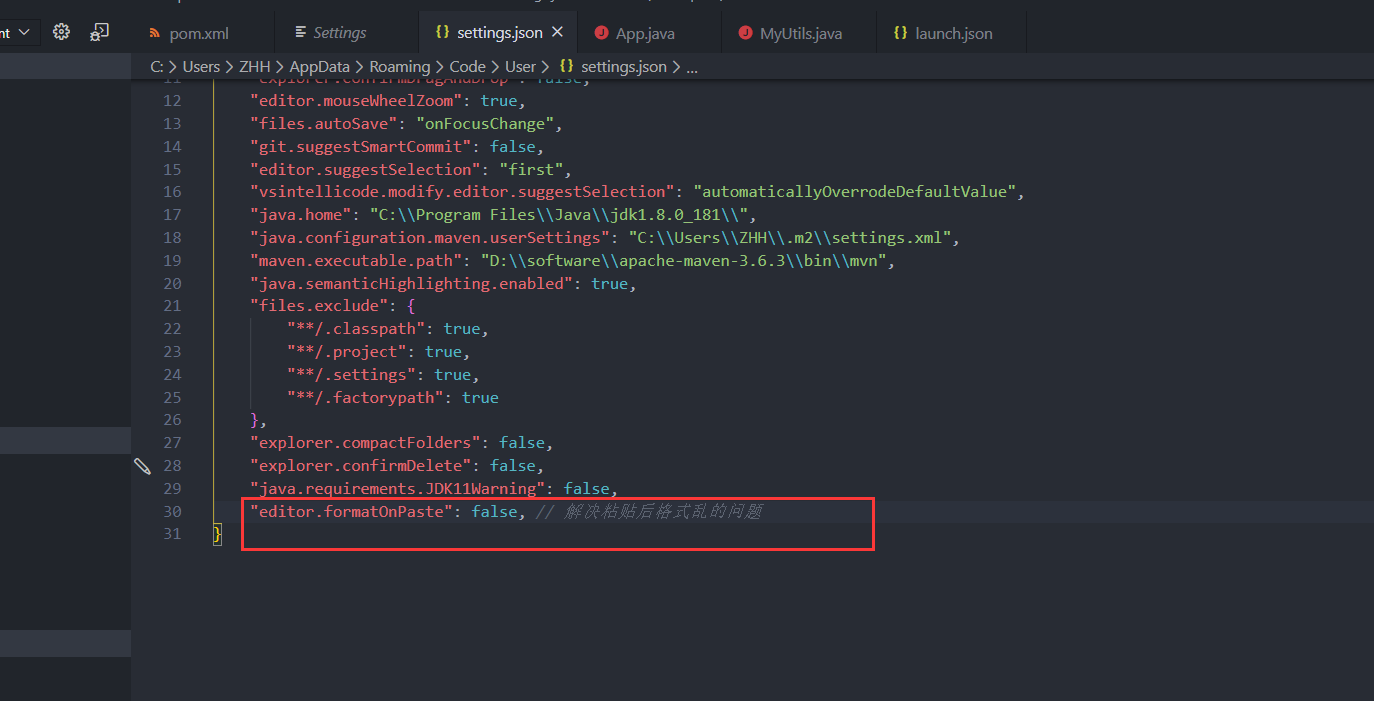 nt
pom.xml
Settings
{} settings.json ×
J App.java
J MyUtils.java
{} launch.json
C: > Users > ZHH > AppData > Roaming > Code > User > {} settings.json > ...
11 "explorer.confirmDragAndDrop": false,
12 "editor.mouseWheelZoom": true,
13 "files.autoSave": "onFocusChange",
14 "git.suggestSmartCommit": false,
15 "editor.suggestSelection": "first",
16 "vsintellicode.modify.editor.suggestSelection": "automaticallyOverrodeDefaultValue",
17 "java.home": "C:\\Program Files\\Java\\jdk1.8.0_181\\",
18 "java.configuration.maven.userSettings": "C:\\Users\\ZHH\\.m2\\settings.xml",
19 "maven.executable.path": "D:\\software\\apache-maven-3.6.3\\bin\\mvn",
20 "java.semanticHighlighting.enabled": true,
21 "files.exclude": {
22 "**/.classpath": true,
23 "**/.project": true,
24 "**/.settings": true,
25 "**/.factorypath": true
26 },
27 "explorer.compactFolders": false,
28 "explorer.confirmDelete": false,
29 "java.requirements.JDK11Warning": false,
30 "editor.formatOnPaste": false, // 解决粘贴后格式乱的问题
31 }